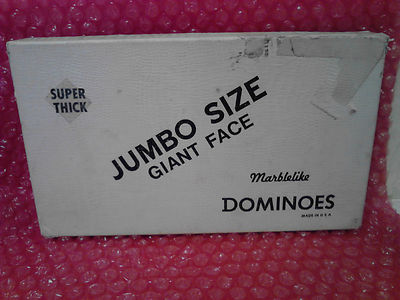 SUPER
THICK
JUMBO SIZE
GIANT FACE
Marblelike
DOMINOES
MADE IN U.S.A.